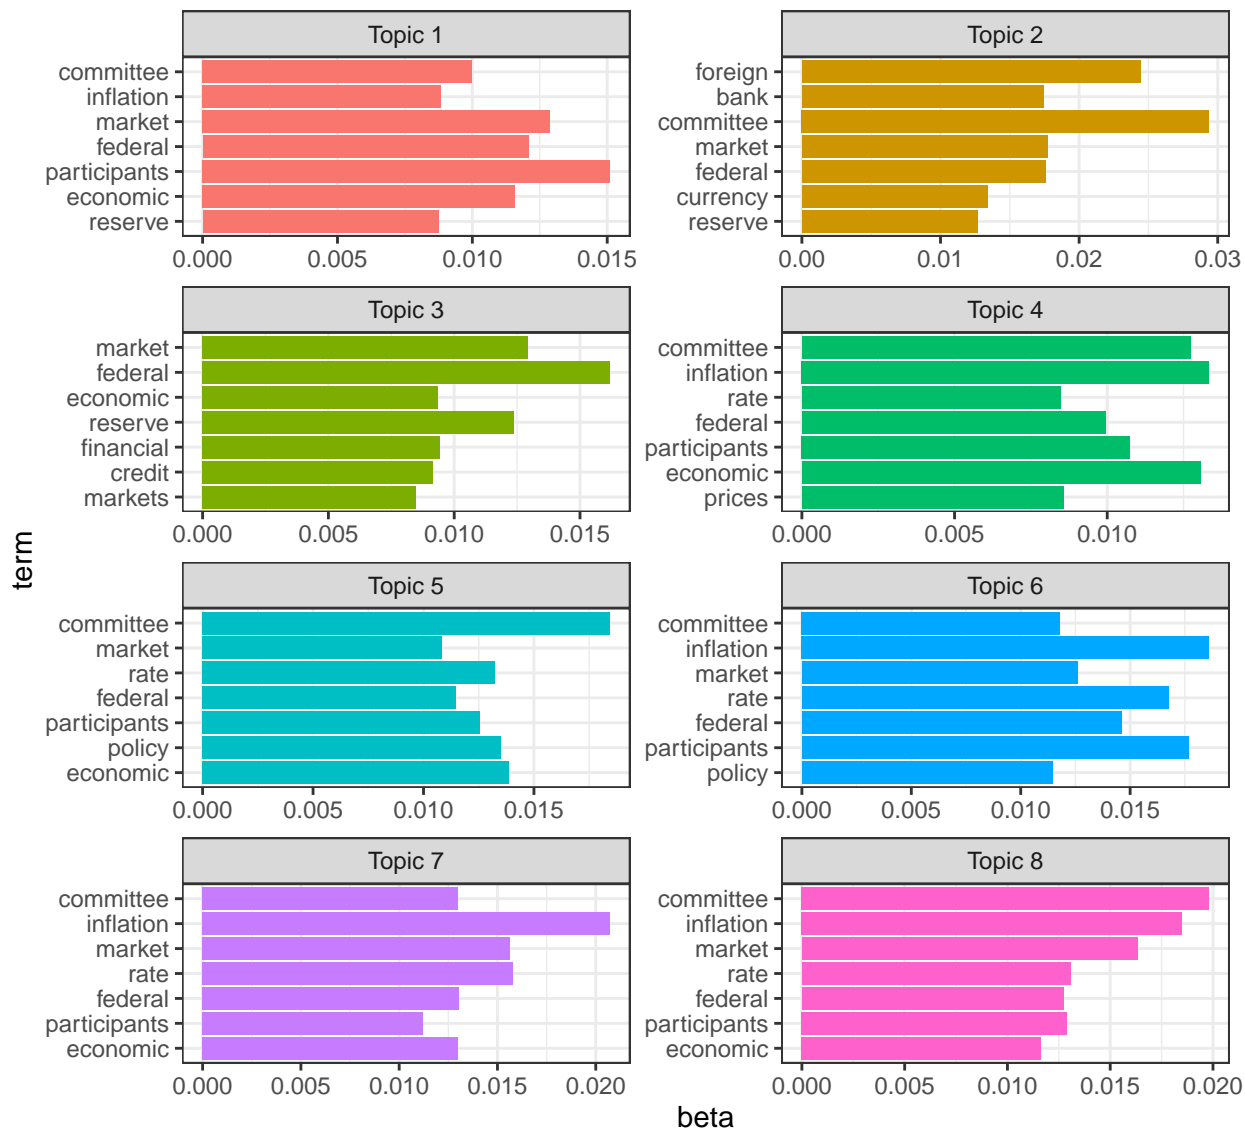 Topic 1
committee
inflation
market
federal
participants
economic
reserve
0.000 0.005 0.010 0.015
Topic 2
foreign
bank
committee
market
federal
currency
reserve
0.00 0.01 0.02 0.03
Topic 3
market
federal
economic
reserve
financial
credit
markets
0.000 0.005 0.010 0.015
Topic 4
committee
inflation
rate
federal
participants
economic
prices
0.000 0.005 0.010
term
Topic 5
committee
market
rate
federal
participants
policy
economic
0.000 0.005 0.010 0.015
Topic 6
committee
inflation
market
rate
federal
participants
policy
0.000 0.005 0.010 0.015
Topic 7
committee
inflation
market
rate
federal
participants
economic
0.000 0.005 0.010 0.015 0.020
Topic 8
committee
inflation
market
rate
federal
participants
economic
0.000 0.005 0.010 0.015 0.020
beta